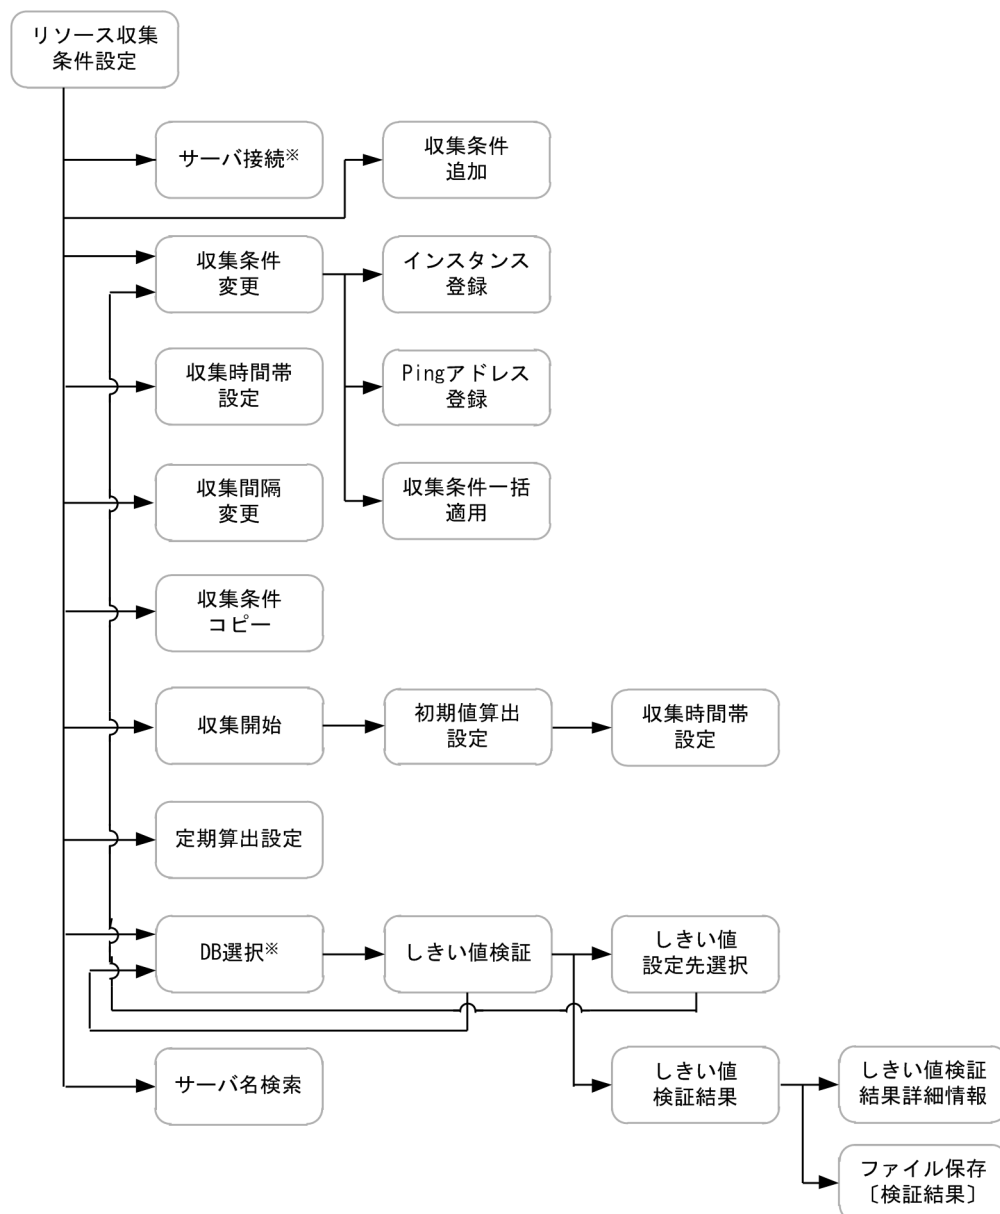 リソース収集
条件設定
サーバ接続※
収集条件
追加
収集条件
変更
インスタンス
登録
収集時間帯
設定
Pingアドレス
登録
収集間隔
変更
収集条件一括
適用
収集条件
コピー
収集開始
初期値算出
設定
収集時間帯
設定
定期算出設定
DB選択※
しきい値検証
しきい値
設定先選択
サーバ名検索
しきい値
検証結果
しきい値検証
結果詳細情報
ファイル保存
〔検証結果〕